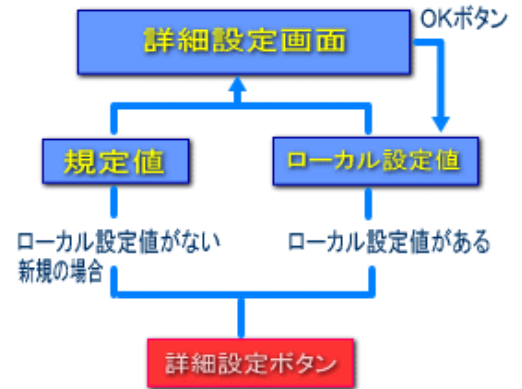 詳細設定画面
OKボタン
規定値
ローカル設定値
ローカル設定値がない
新規の場合
ローカル設定値がある
詳細設定ボタン